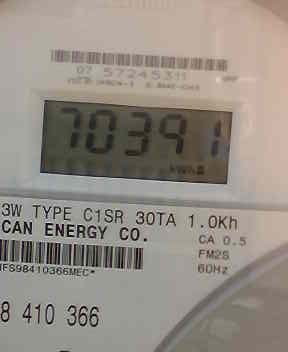 07 57245311
70391
kWh
3W TYPE C1SR 30TA 1.0Kh
CAN ENERGY CO.
CA 0.5
FM2S
60Hz
IFS98410366MEC*
8 410 366